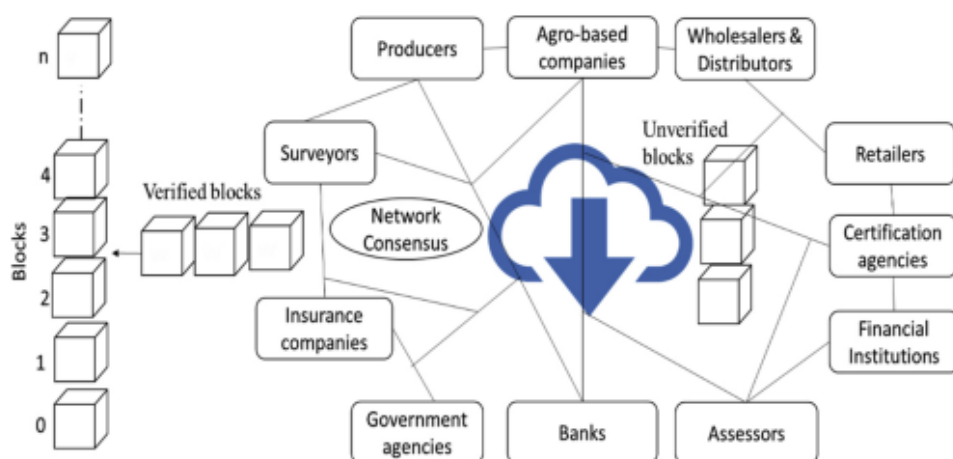 n
4
3
2
1
0
Blocks
Verified blocks
Producers
Agro-based
companies
Wholesalers &
Distributors
Surveyors
Network
Consensus
Unverified
blocks
Retailers
Certification
agencies
Insurance
companies
Financial
Institutions
Government
agencies
Banks
Assessors